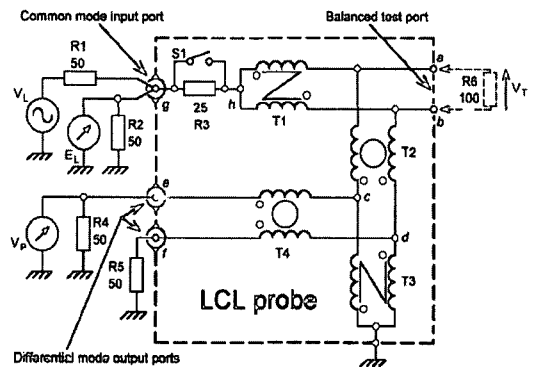 Common mode input port
Balanced test port
R1
50
S1
a
g
25
R3
h
T1
b
R6
100
V_T
V_L
E_L
R2
50
T2
e
c
V_P
R4
50
f
R5
50
T4
d
T3
LCL probe
Differential mode output ports